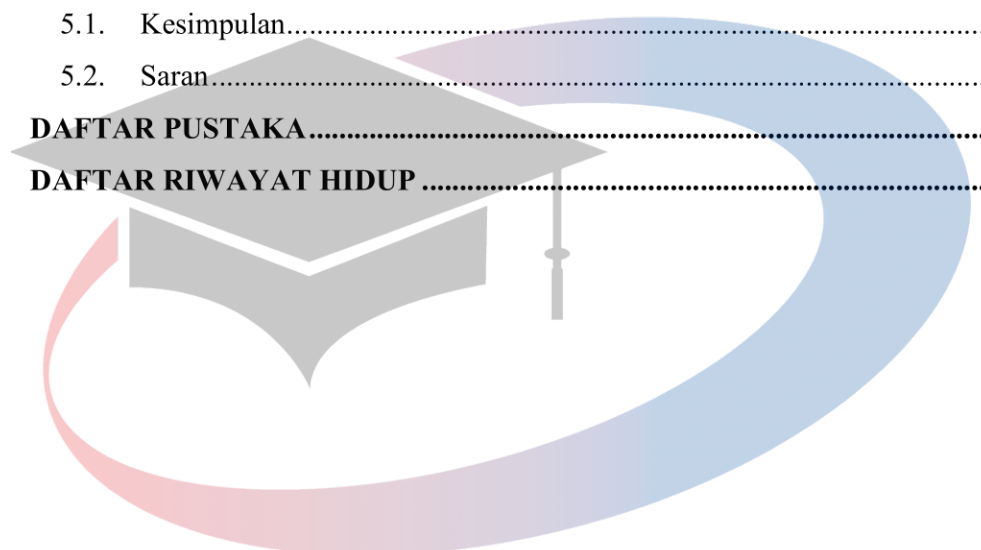 5.1. Kesimpulan....................................................................................................
5.2. Saran................................................................................................................
DAFTAR PUSTAKA...............................................................................................
DAFTAR RIWAYAT HIDUP ................................................................................